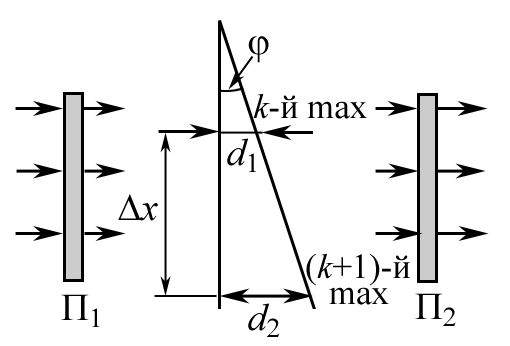 φ
k-й max
d₁
Δx
(k+1)-й
max
П₁
d₂
П₂